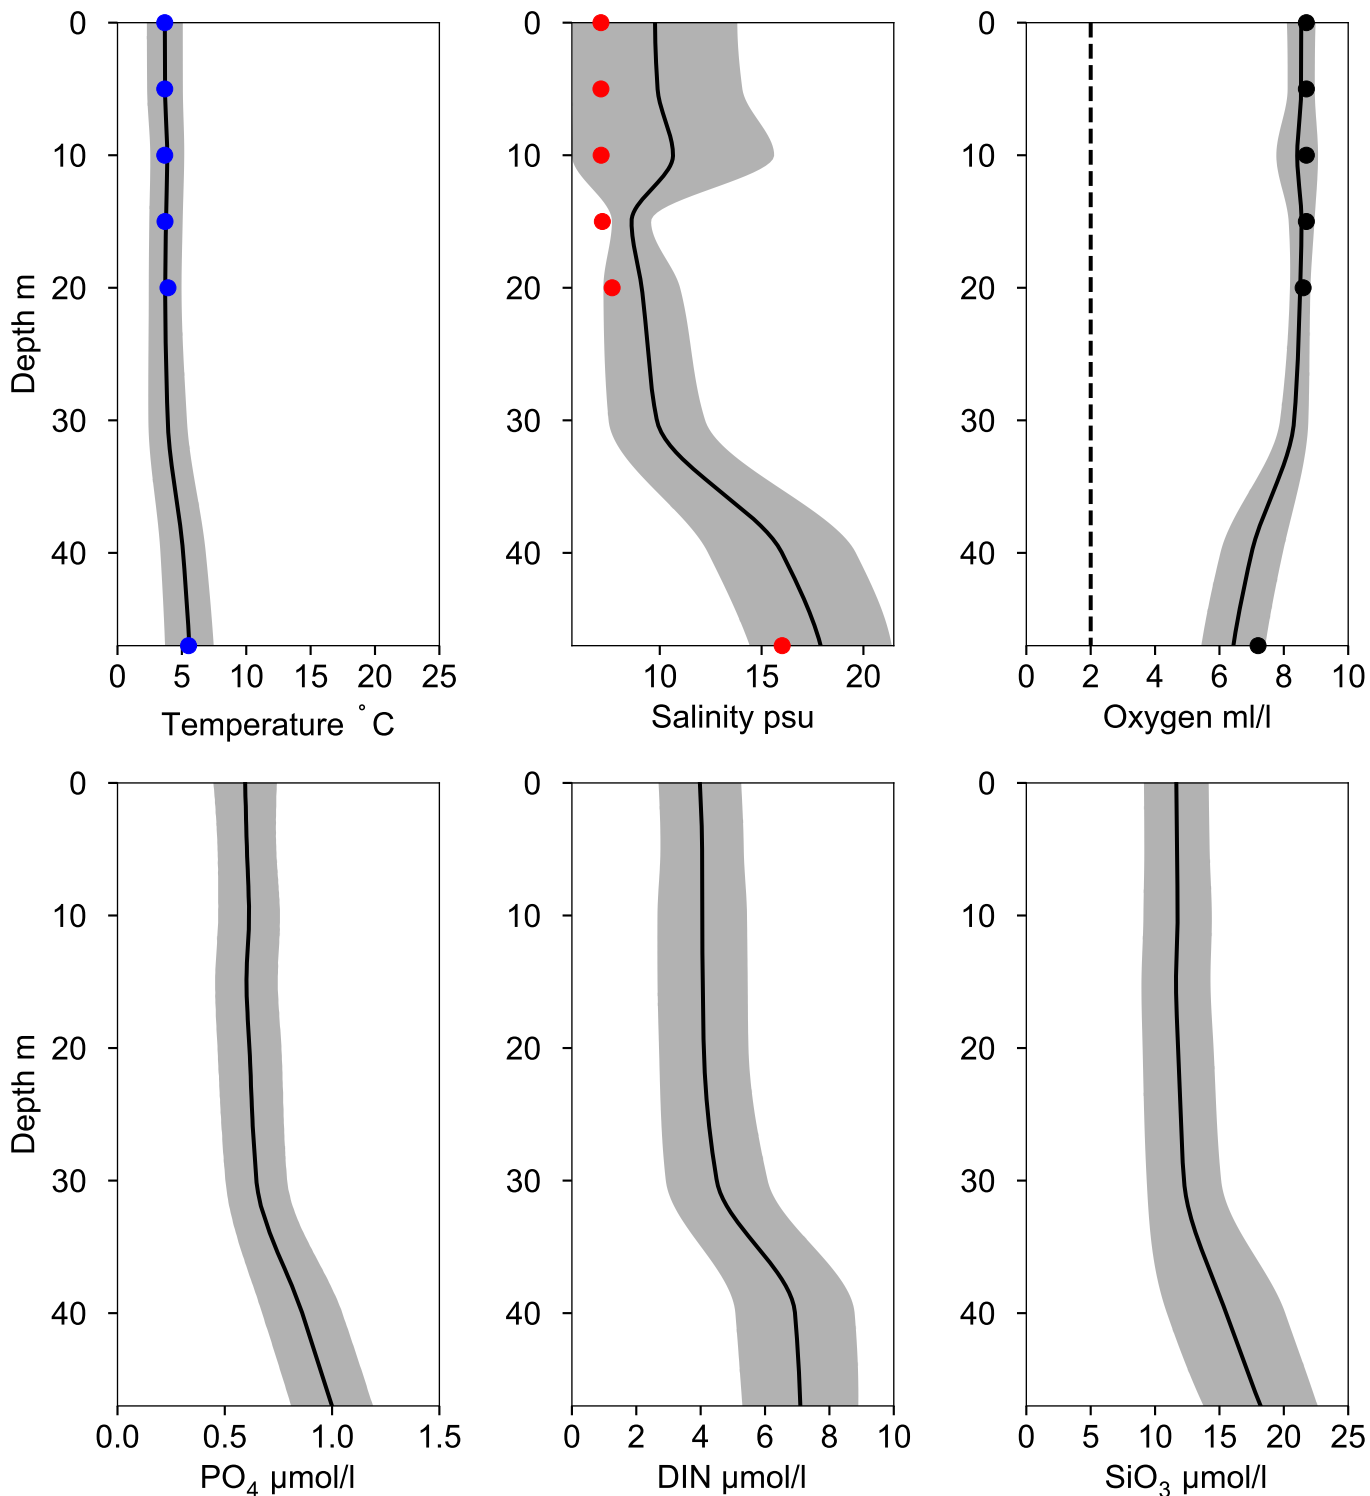 0
10
20
30
40
Depth m
0 5 10 15 20 25
Temperature ° C
10 15 20
Salinity psu
0
10
20
30
40
0 2 4 6 8 10
Oxygen ml/l
0
10
20
30
40
0
10
20
30
40
Depth m
0.0 0.5 1.0 1.5
PO₄ µmol/l
0
10
20
30
40
0 2 4 6 8 10
DIN µmol/l
0
10
20
30
40
0 5 10 15 20 25
SiO₃ µmol/l